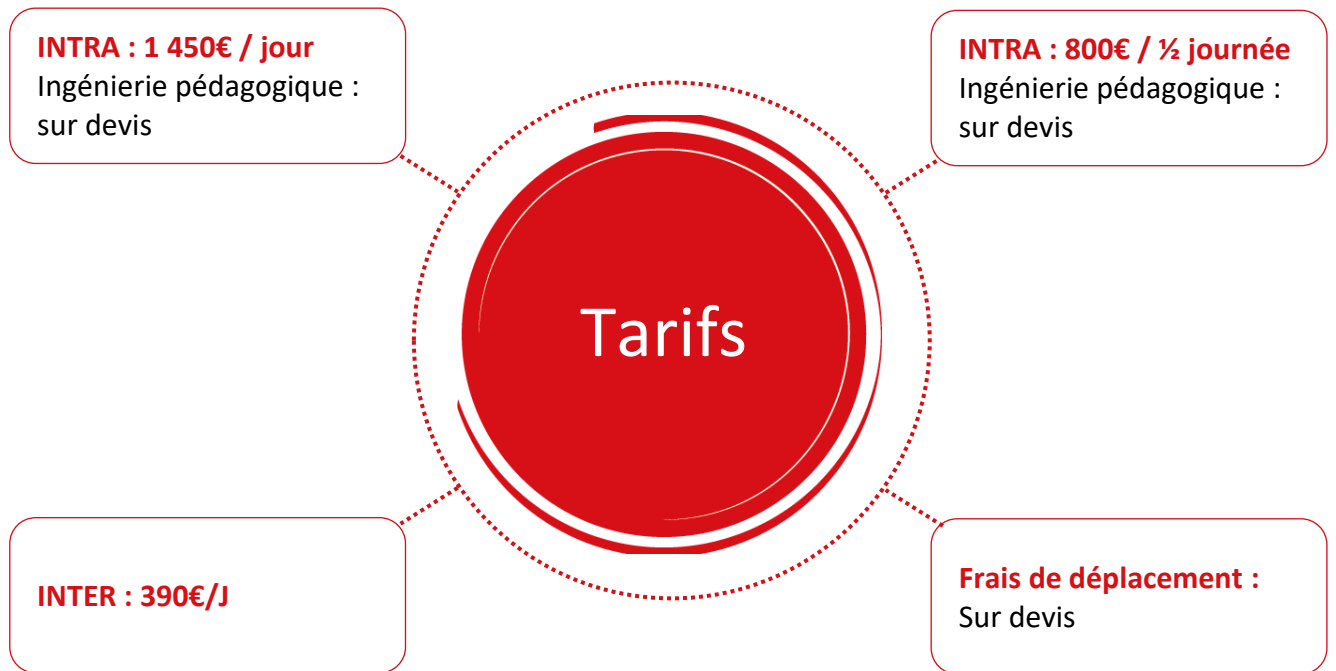 INTRA : 1 450€ / jour
Ingénierie pédagogique :
sur devis
INTRA : 800€ / ½ journée
Ingénierie pédagogique :
sur devis
Tarifs
INTER : 390€/J
Frais de déplacement :
Sur devis